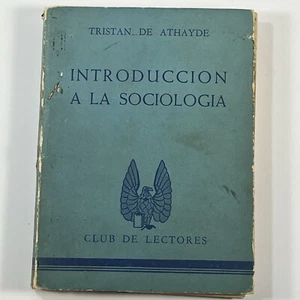 TRISTAN DE ATHAYDE
INTRODUCCION
A LA SOCIOLOGIA
CLUB DE LECTORES